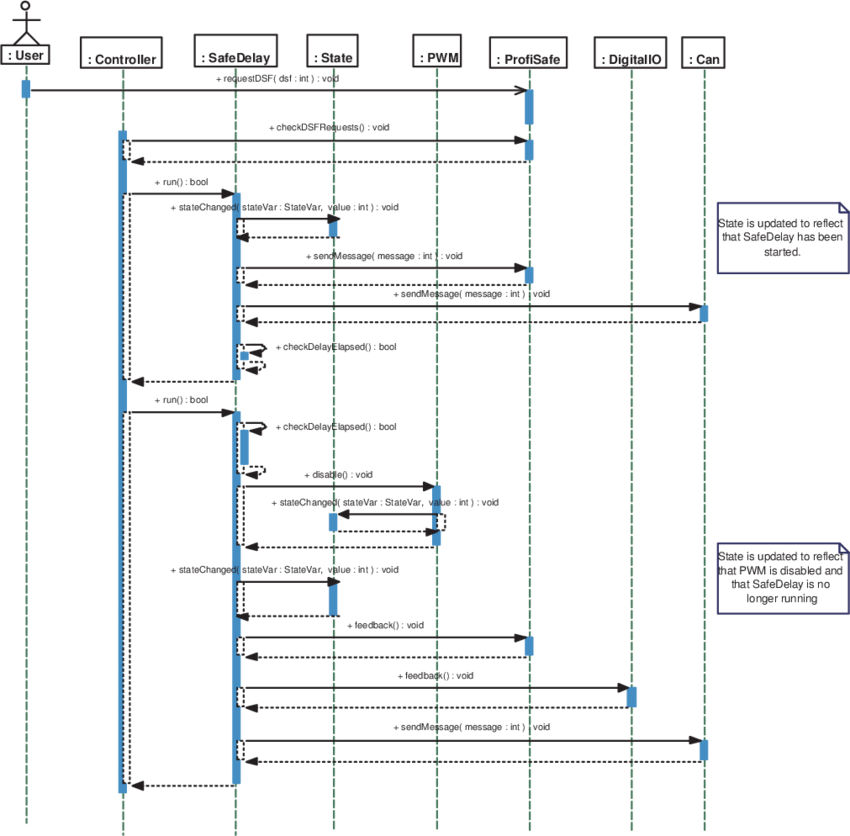 : User
: Controller
: SafeDelay
: State
: PWM
: ProfiSafe
: DigitalIO
: Can
+ requestDSF( dsf : int ) : void
+ checkDSFRequests() : void
+ run() : bool
+ stateChanged( stateVar : StateVar, value : int ) : void
State is updated to reflect
that SafeDelay has been
started.
+ sendMessage( message : int ) : void
+ sendMessage( message : int ) : void
+ checkDelayElapsed() : bool
+ run() : bool
+ checkDelayElapsed() : bool
+ disable() : void
+ stateChanged( stateVar : StateVar, value : int ) : void
State is updated to reflect
that PWM is disabled and
that SafeDelay is no
longer running
+ stateChanged( stateVar : StateVar, value : int ) : void
+ feedback() : void
+ feedback() : void
+ sendMessage( message : int ) : void